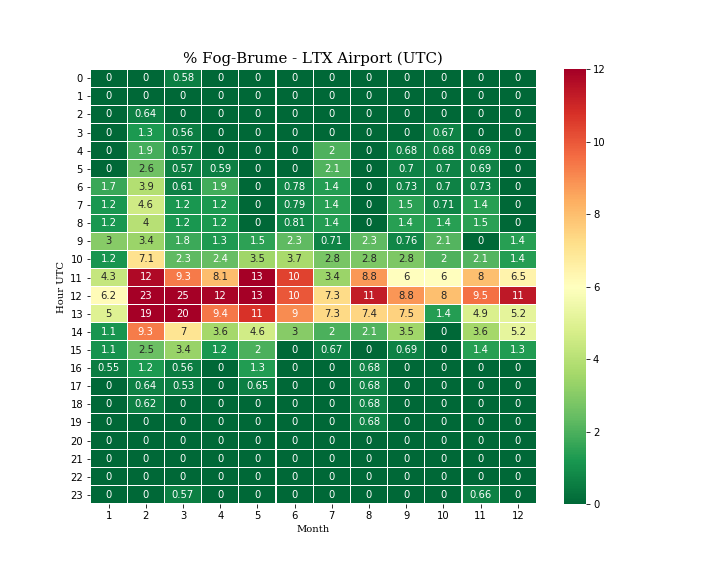 % Fog-Brume - LTX Airport (UTC)
0 0 0 0.58 0 0 0 0 0 0 0 0 0 12
1 0 0 0 0 0 0 0 0 0 0 0 0
2 0 0.64 0 0 0 0 0 0 0 0 0 0
3 0 1.3 0.56 0 0 0 0 0 0 0.67 0 0
4 0 1.9 0.57 0 0 0 2 0 0.68 0.68 0.69 0 10
5 0 2.6 0.57 0.59 0 0 2.1 0 0.7 0.7 0.69 0
6 1.7 3.9 0.61 1.9 0 0.78 1.4 0 0.73 0.7 0.73 0
7 1.2 4.6 1.2 1.2 0 0.79 1.4 0 1.5 0.71 1.4 0
8 1.2 4 1.2 1.2 0 0.81 1.4 0 1.4 1.4 1.5 0 8
9 3 3.4 1.8 1.3 1.5 2.3 0.71 2.3 0.76 2.1 0 1.4
10 1.2 7.1 2.3 2.4 3.5 3.7 2.8 2.8 2.8 2 2.1 1.4
11 4.3 12 9.3 8.1 13 10 3.4 8.8 6 6 8 6.5
Hour UTC
12 6.2 23 25 12 13 10 7.3 11 8.8 8 9.5 11 6
13 5 19 20 9.4 11 9 7.3 7.4 7.5 1.4 4.9 5.2
14 1.1 9.3 7 3.6 4.6 3 2 2.1 3.5 0 3.6 5.2
15 1.1 2.5 3.4 1.2 2 0 0.67 0 0.69 0 1.4 1.3
16 0.55 1.2 0.56 0 1.3 0 0 0.68 0 0 0 0 4
17 0 0.64 0.53 0 0.65 0 0 0.68 0 0 0 0
18 0 0.62 0 0 0 0 0 0.68 0 0 0 0
19 0 0 0 0 0 0 0 0.68 0 0 0 0
20 0 0 0 0 0 0 0 0 0 0 0 0 2
21 0 0 0 0 0 0 0 0 0 0 0 0
22 0 0 0 0 0 0 0 0 0 0 0 0
23 0 0 0.57 0 0 0 0 0 0 0 0.66 0 0
1 2 3 4 5 6 7 8 9 10 11 12
Month